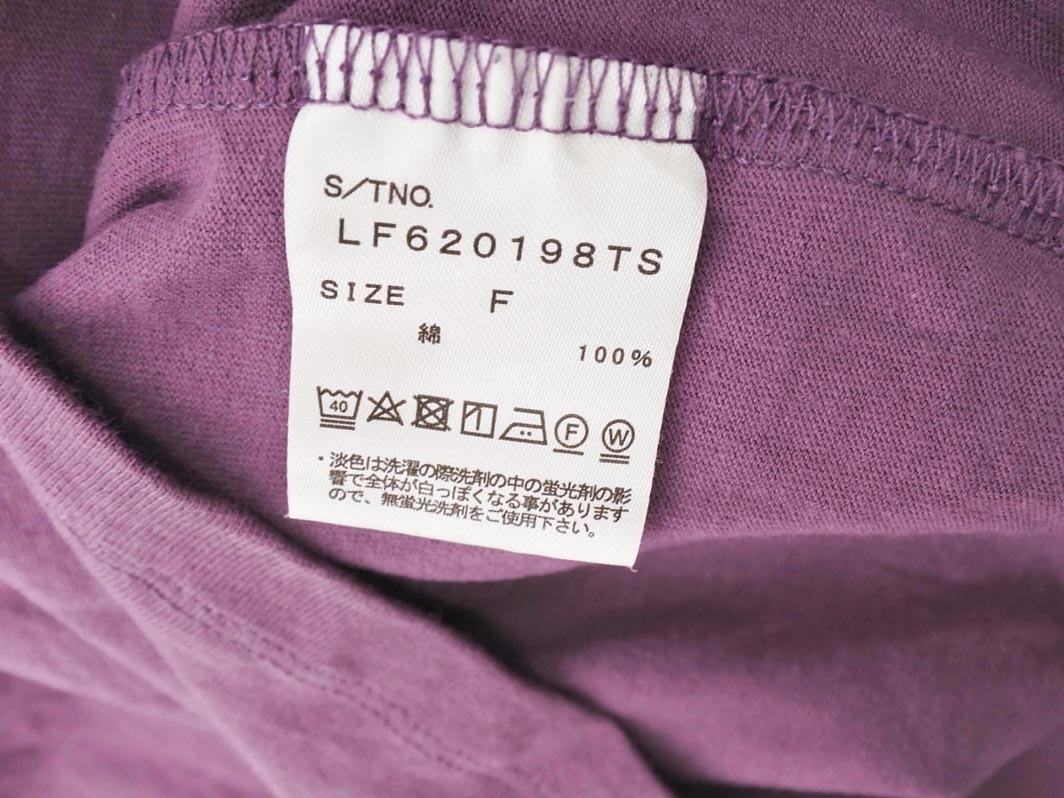 S/TNO.
LF620198TS
SIZE F
綿 100%
40 F W
・淡色は洗濯の際洗剤の中の蛍光剤の影
響で全体が白っぽくなる事があります
ので、無蛍光洗剤をご使用下さい。